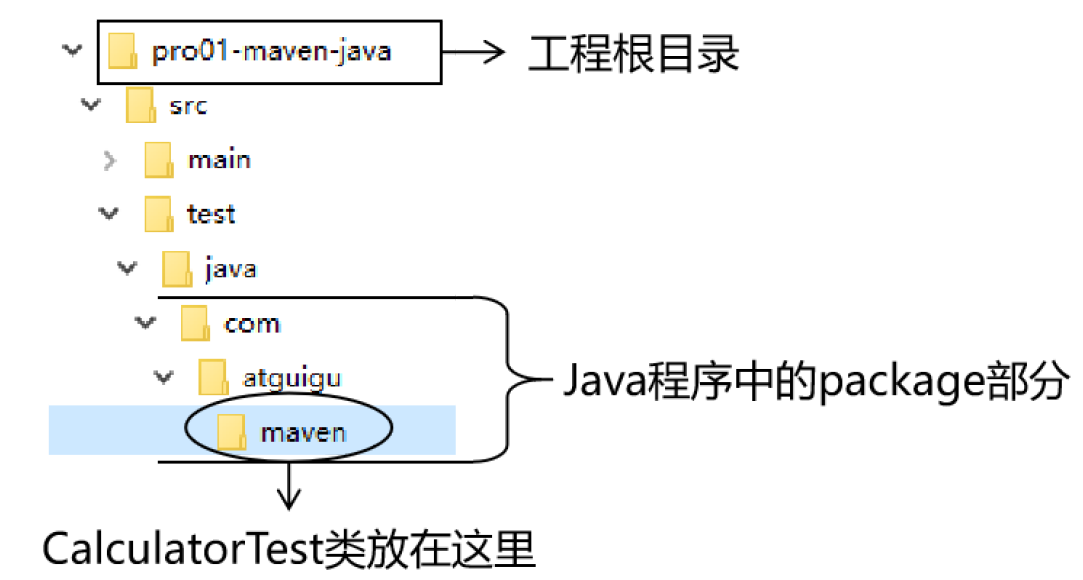 pro01-maven-java 工程根目录
src
main
test
java
com
atguigu
Java程序中的package部分
maven
CalculatorTest类放在这里